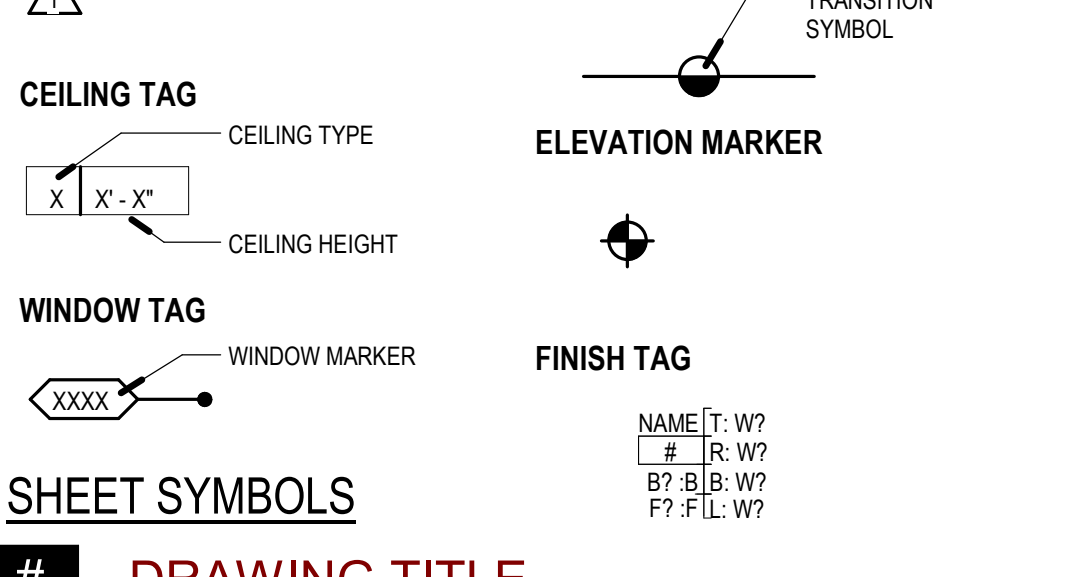 1
TRANSITION
SYMBOL
CEILING TAG
CEILING TYPE
X X' - X"
CEILING HEIGHT
ELEVATION MARKER
WINDOW TAG
WINDOW MARKER
XXXX
FINISH TAG
NAME T: W?
# R: W?
B? :B B: W?
F? :F L: W?
SHEET SYMBOLS
# DRAWING TITLE